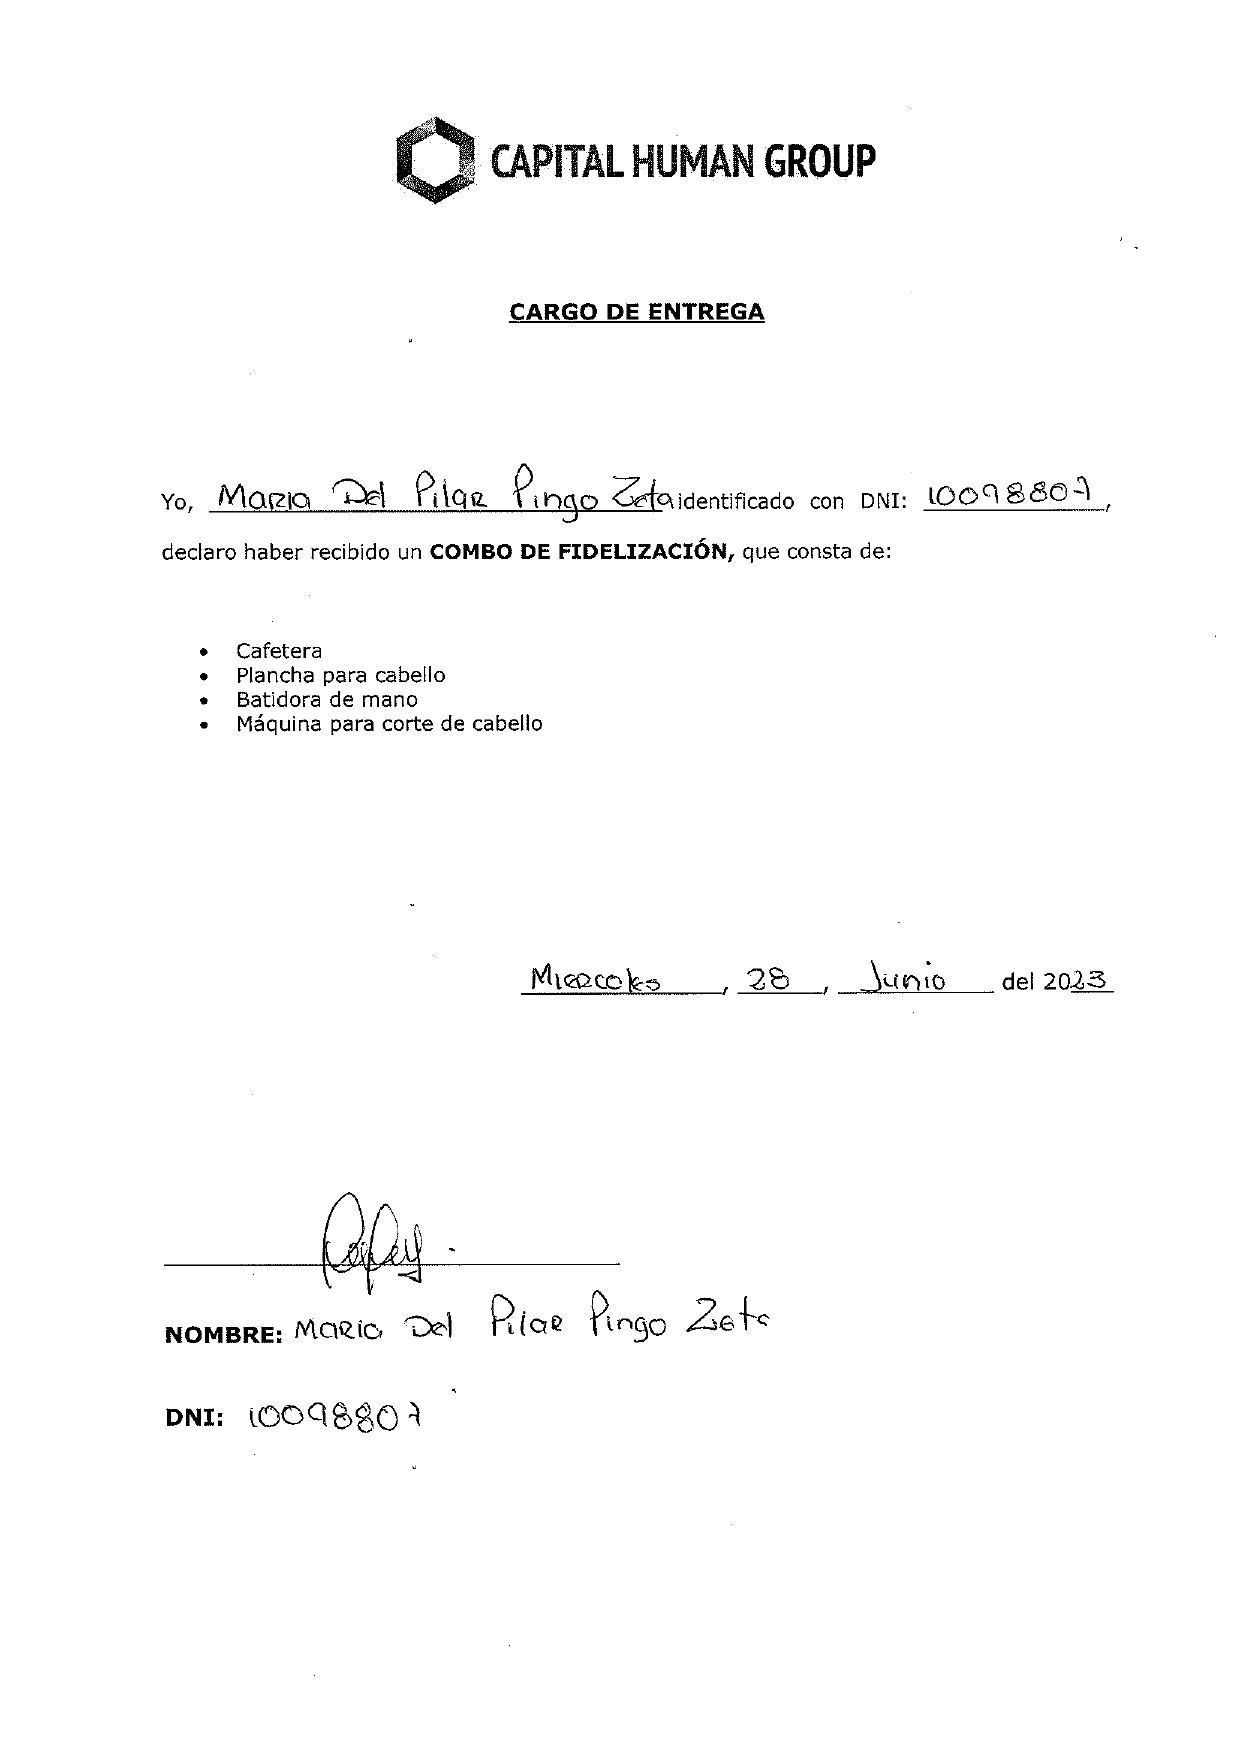 CAPITAL HUMAN GROUP
CARGO DE ENTREGA
Yo, Maria Del Pilar Pingo Zeta identificado con DNI: 10098807,
declaro haber recibido un COMBO DE FIDELIZACIÓN, que consta de:
• Cafetera
• Plancha para cabello
• Batidora de mano
• Máquina para corte de cabello
Miercoles, 28, Junio del 2023
NOMBRE: Maria Del Pilar Pingo Zeta
DNI: 10098807